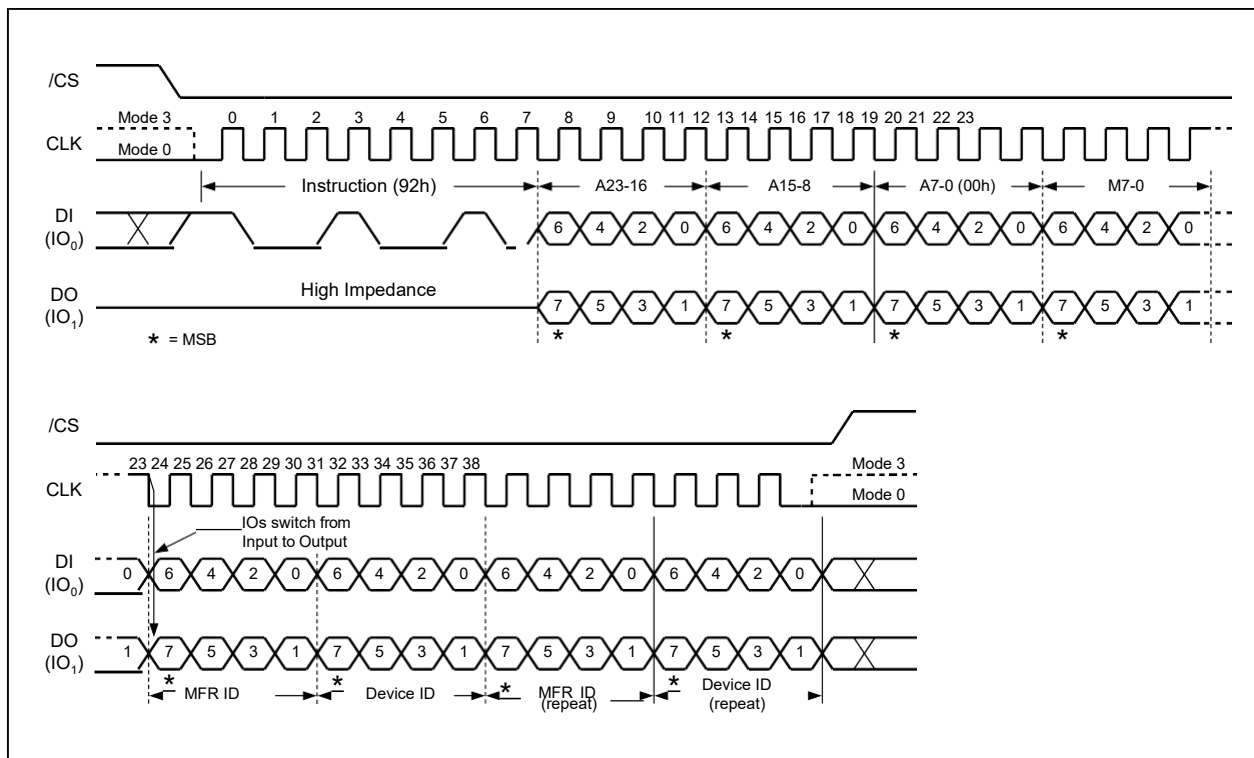 /CS
Mode 3 0 1 2 3 4 5 6 7 8 9 10 11 12 13 14 15 16 17 18 19 20 21 22 23
CLK
Mode 0
Instruction (92h) A23-16 A15-8 A7-0 (00h) M7-0
DI
(IO0)
6 4 2 0 6 4 2 0 6 4 2 0 6 4 2 0
High Impedance
DO
(IO1)
7 5 3 1 7 5 3 1 7 5 3 1 7 5 3 1
* * * *
* = MSB
/CS
23 24 25 26 27 28 29 30 31 32 33 34 35 36 37 38 Mode 3
CLK
Mode 0
IOs switch from
Input to Output
DI
(IO0)
0 6 4 2 0 6 4 2 0 6 4 2 0 6 4 2 0
DO
(IO1)
1 7 5 3 1 7 5 3 1 7 5 3 1 7 5 3 1
* * * *
MFR ID Device ID MFR ID
(repeat)
Device ID
(repeat)